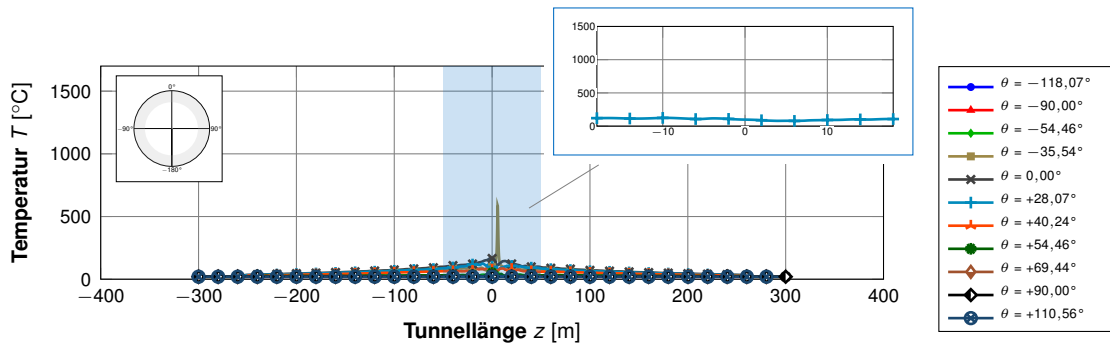 1500
1000
500
0
−10
0
10
1500
1000
500
0
Temperatur T [°C]
0°
−90°
90°
−180°
−400
−300
−200
−100
0
100
200
300
400
Tunnellänge z [m]
θ = −118,07°
θ = −90,00°
θ = −54,46°
θ = −35,54°
θ = 0,00°
θ = +28,07°
θ = +40,24°
θ = +54,46°
θ = +69,44°
θ = +90,00°
θ = +110,56°